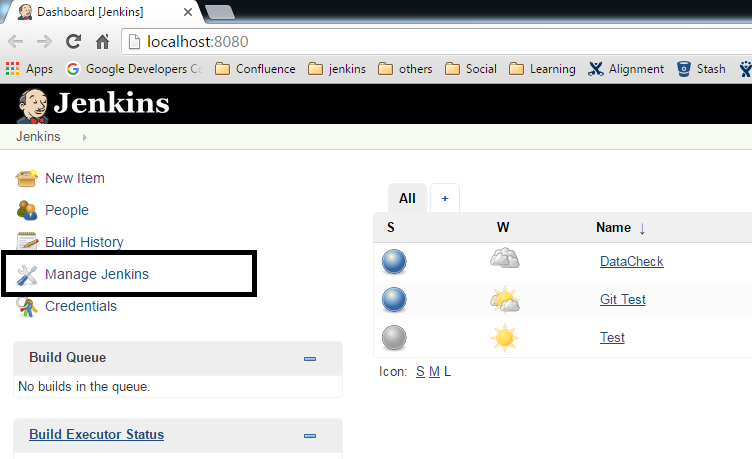 Dashboard [Jenkins]
localhost:8080
Apps Google Developers Co Confluence jenkins others Social Learning Alignment Stash
Jenkins
Jenkins
New Item
People
Build History
Manage Jenkins
Credentials
All +
S W Name ↓
DataCheck
Git Test
Test
Icon: S M L
Build Queue
No builds in the queue.
Build Executor Status